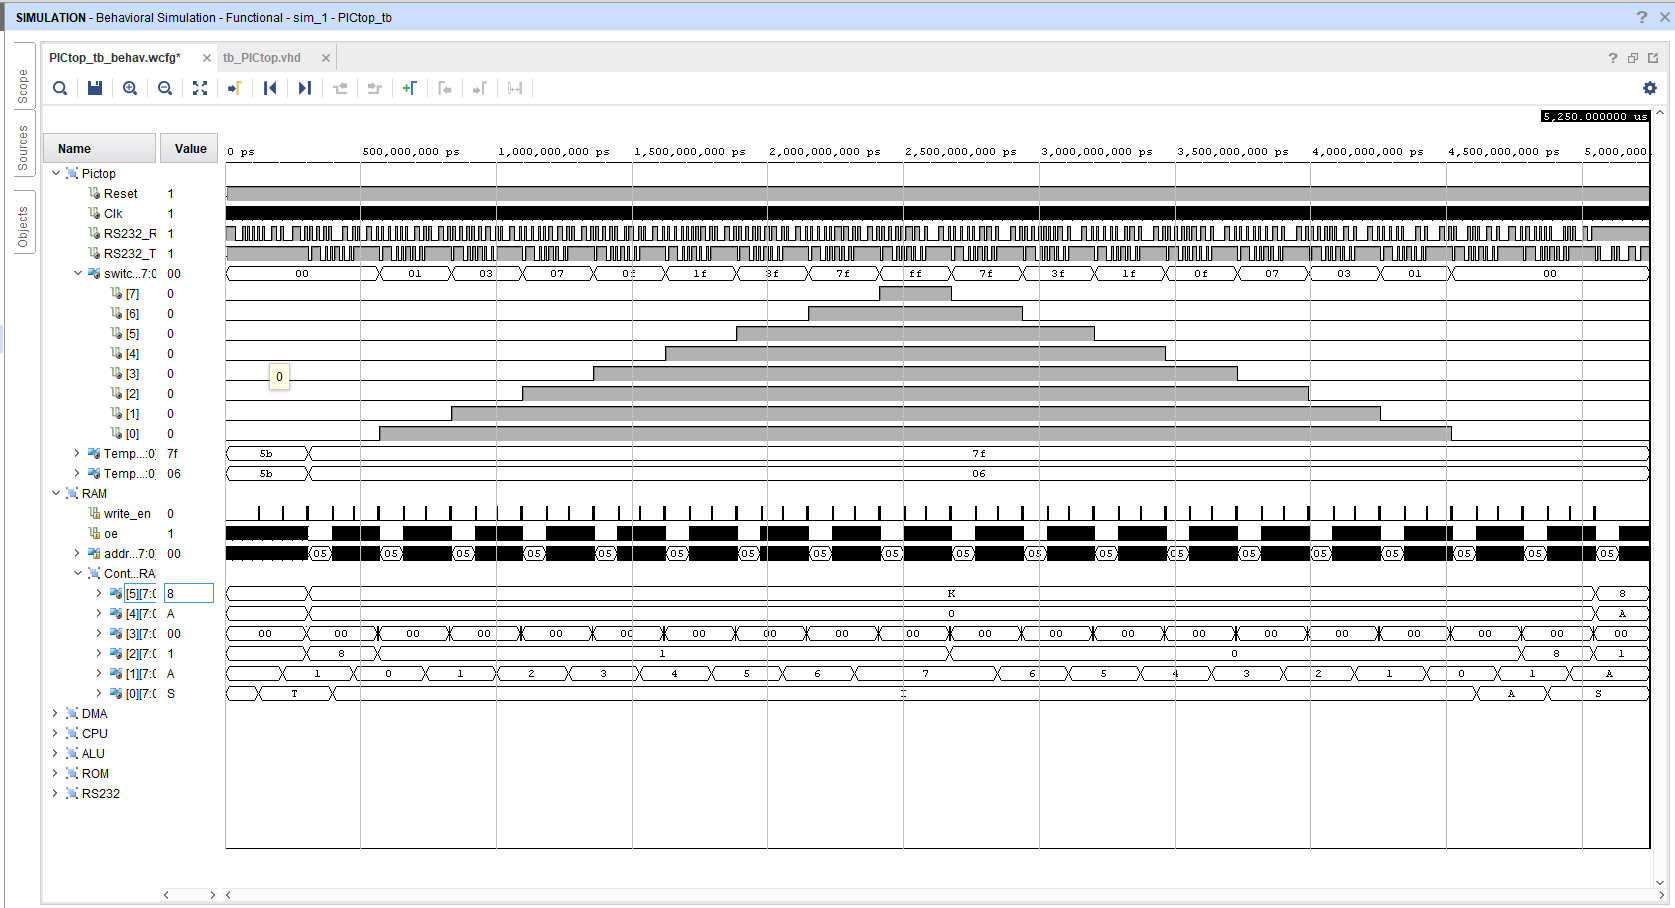 SIMULATION - Behavioral Simulation - Functional - sim_1 - PICtop_tb
Scope
Sources
Objects
PICtop_tb_behav.wcfg* tb_PICtop.vhd
5,250.000000 us
Name Value
0 ps 500,000,000 ps 1,000,000,000 ps 1,500,000,000 ps 2,000,000,000 ps 2,500,000,000 ps 3,000,000,000 ps 3,500,000,000 ps 4,000,000,000 ps 4,500,000,000 ps 5,000,000
Pictop
Reset 1
Clk 1
RS232_R 1
RS232_T 1
switc...7:0 00 00 01 03 07 0f 1f 3f 7f ff 7f 3f 1f 0f 07 03 01 00
[7] 0
[6] 0
[5] 0
[4] 0
[3] 0
0
[2] 0
[1] 0
[0] 0
Temp...:0] 7f 5b 7f
Temp...:0] 06 5b 06
RAM
write_en 0
oe 1
addr...7:0] 00 05 05 05 05 05 05 05 05 05 05 05 05 05 05 05 05 05 05 05
Cont...RA
[5][7:0 8 K 8
[4][7:0 A 0 A
[3][7:0 00 00 00 00 00 00 00 00 00 00 00 00 00 00 00 00 00 00 00 00 00
[2][7:0 1 8 1 0 8 1
[1][7:0 A 1 0 1 2 3 4 5 6 7 6 5 4 3 2 1 0 1 A
[0][7:0 S T I A S
DMA
CPU
ALU
ROM
RS232